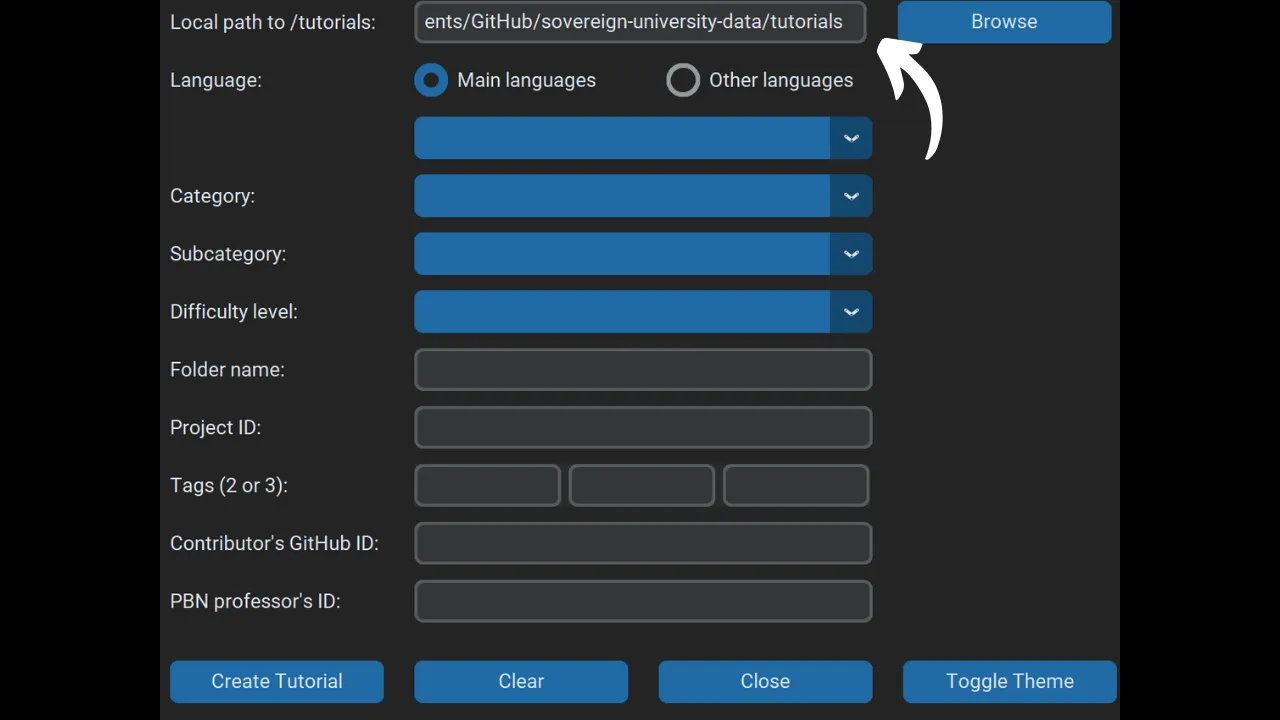 Local path to /tutorials: ents/GitHub/sovereign-university-data/tutorials Browse
Language: Main languages Other languages
Category:
Subcategory:
Difficulty level:
Folder name:
Project ID:
Tags (2 or 3):
Contributor's GitHub ID:
PBN professor's ID:
Create Tutorial Clear Close Toggle Theme